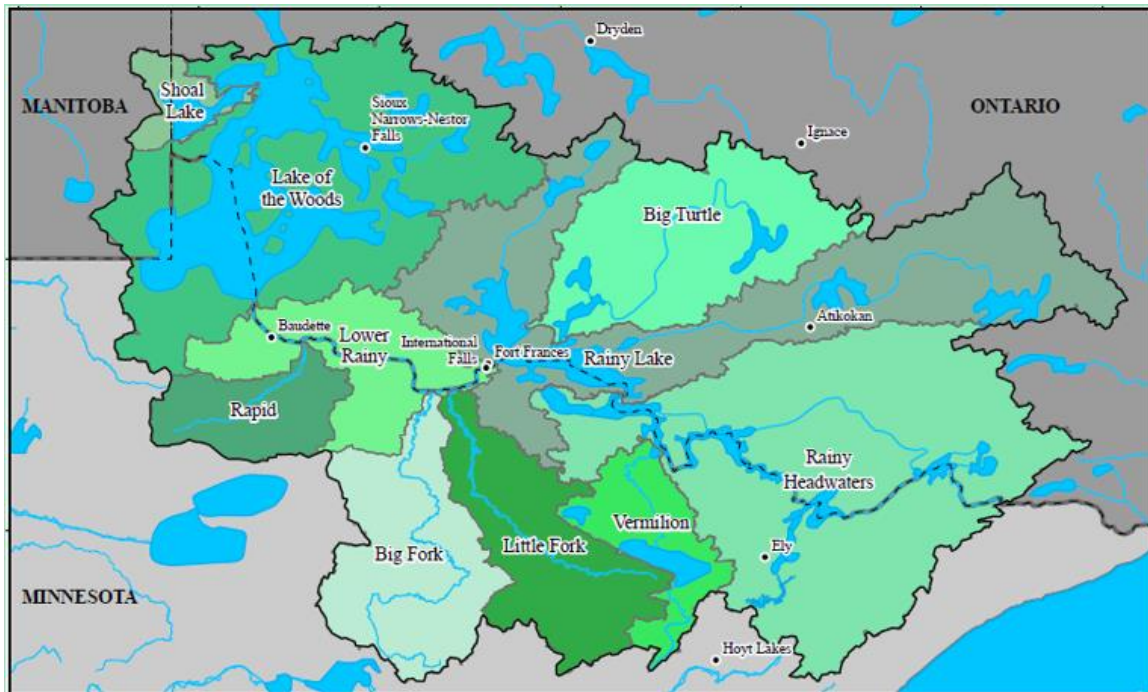 Dryden
Shoal
Lake
MANITOBA
Sioux
Narrows-Nestor
Falls
ONTARIO
Ignace
Lake of
the Woods
Big Turtle
Baudette
Lower
Rainy
International
Falls
Fort Frances
Rainy Lake
Atikokan
Rapid
Rainy
Headwaters
Vermilion
Little Fork
Big Fork
Ely
MINNESOTA
Hoyt Lakes